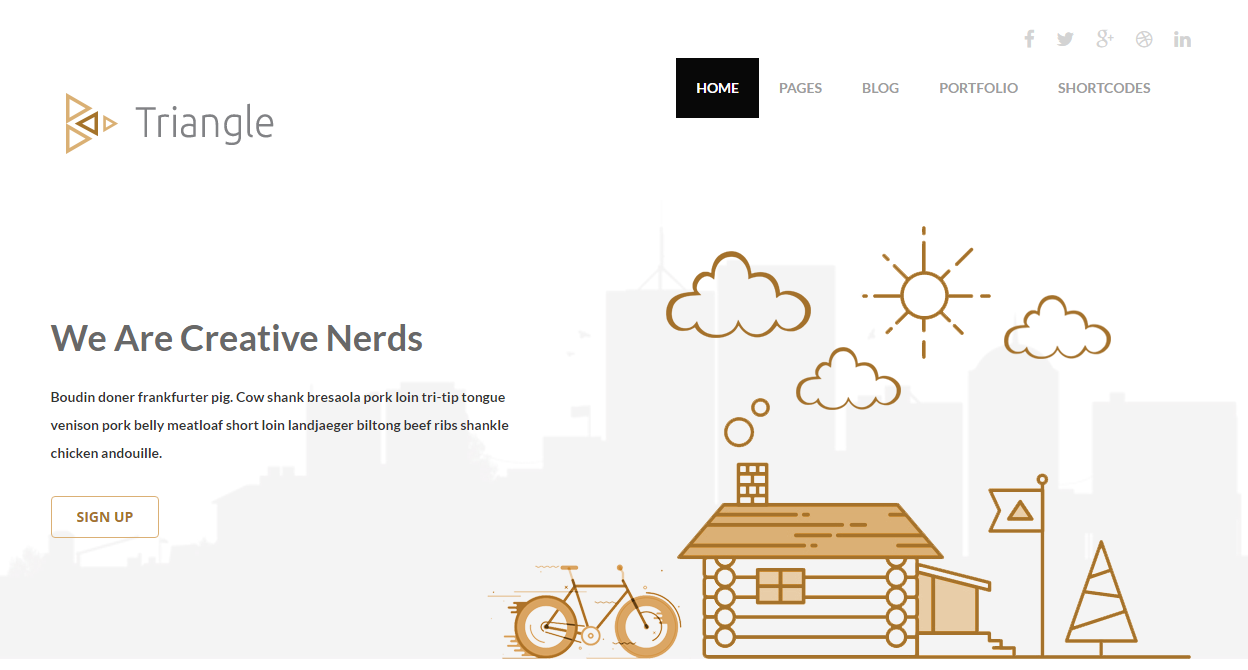 HOME PAGES BLOG PORTFOLIO SHORTCODES
Triangle
We Are Creative Nerds
Boudin doner frankfurter pig. Cow shank bresaola pork loin tri-tip tongue
venison pork belly meatloaf short loin landjaeger biltong beef ribs shankle
chicken andouille.
SIGN UP